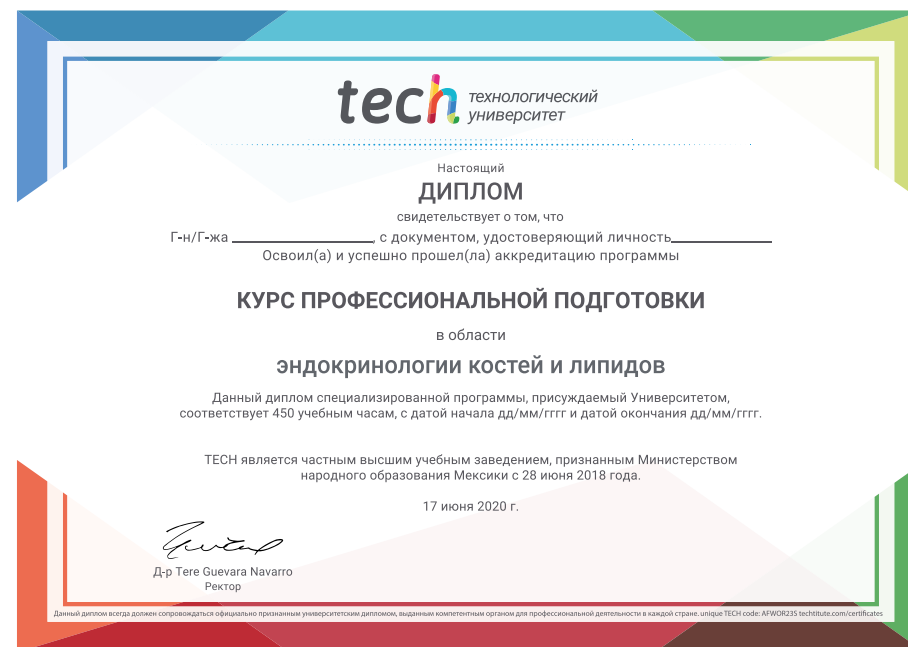 tech технологический
университет
Настоящий
ДИПЛОМ
свидетельствует о том, что
Г-н/Г-жа ____________, с документом, удостоверяющий личность____________
Освоил(а) и успешно прошел(ла) аккредитацию программы
КУРС ПРОФЕССИОНАЛЬНОЙ ПОДГОТОВКИ
в области
эндокринологии костей и липидов
Данный диплом специализированной программы, присуждаемый Университетом,
соответствует 450 учебным часам, с датой начала дд/мм/гггг и датой окончания дд/мм/гггг.
TECH является частным высшим учебным заведением, признанным Министерством
народного образования Мексики с 28 июня 2018 года.
17 июня 2020 г.
Д-р Tere Guevara Navarro
Ректор
Данный диплом всегда должен сопровождаться официально признанным университетским дипломом, выданным компетентным органом для профессиональной деятельности в каждой стране. unique TECH code: AFWOR23S techtitute.com/certificates